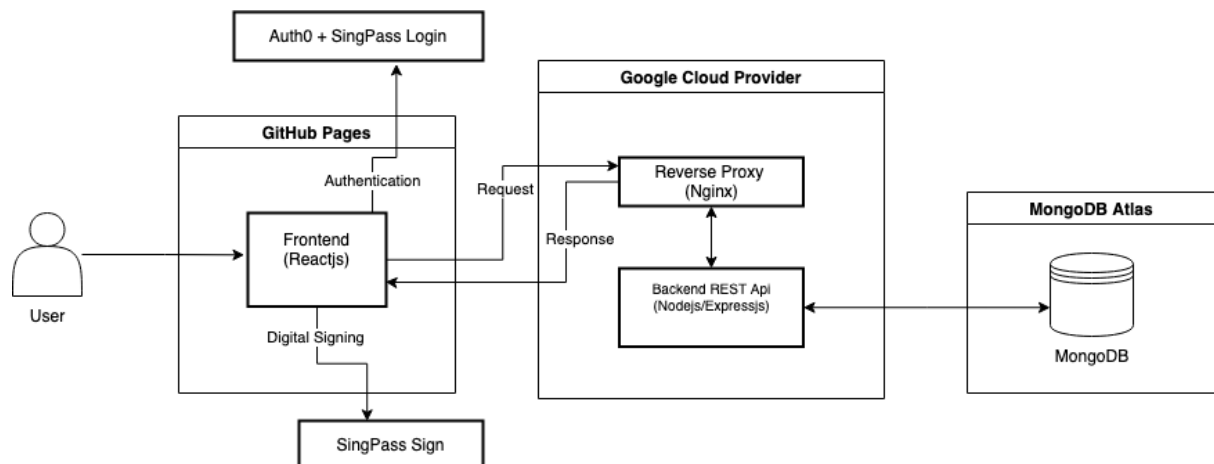 Auth0 + SingPass Login
Google Cloud Provider
GitHub Pages
Authentication
Request
Reverse Proxy
(Nginx)
MongoDB Atlas
Frontend
(Reactjs)
Response
Backend REST Api
(Nodejs/Expressjs)
User
Digital Signing
MongoDB
SingPass Sign